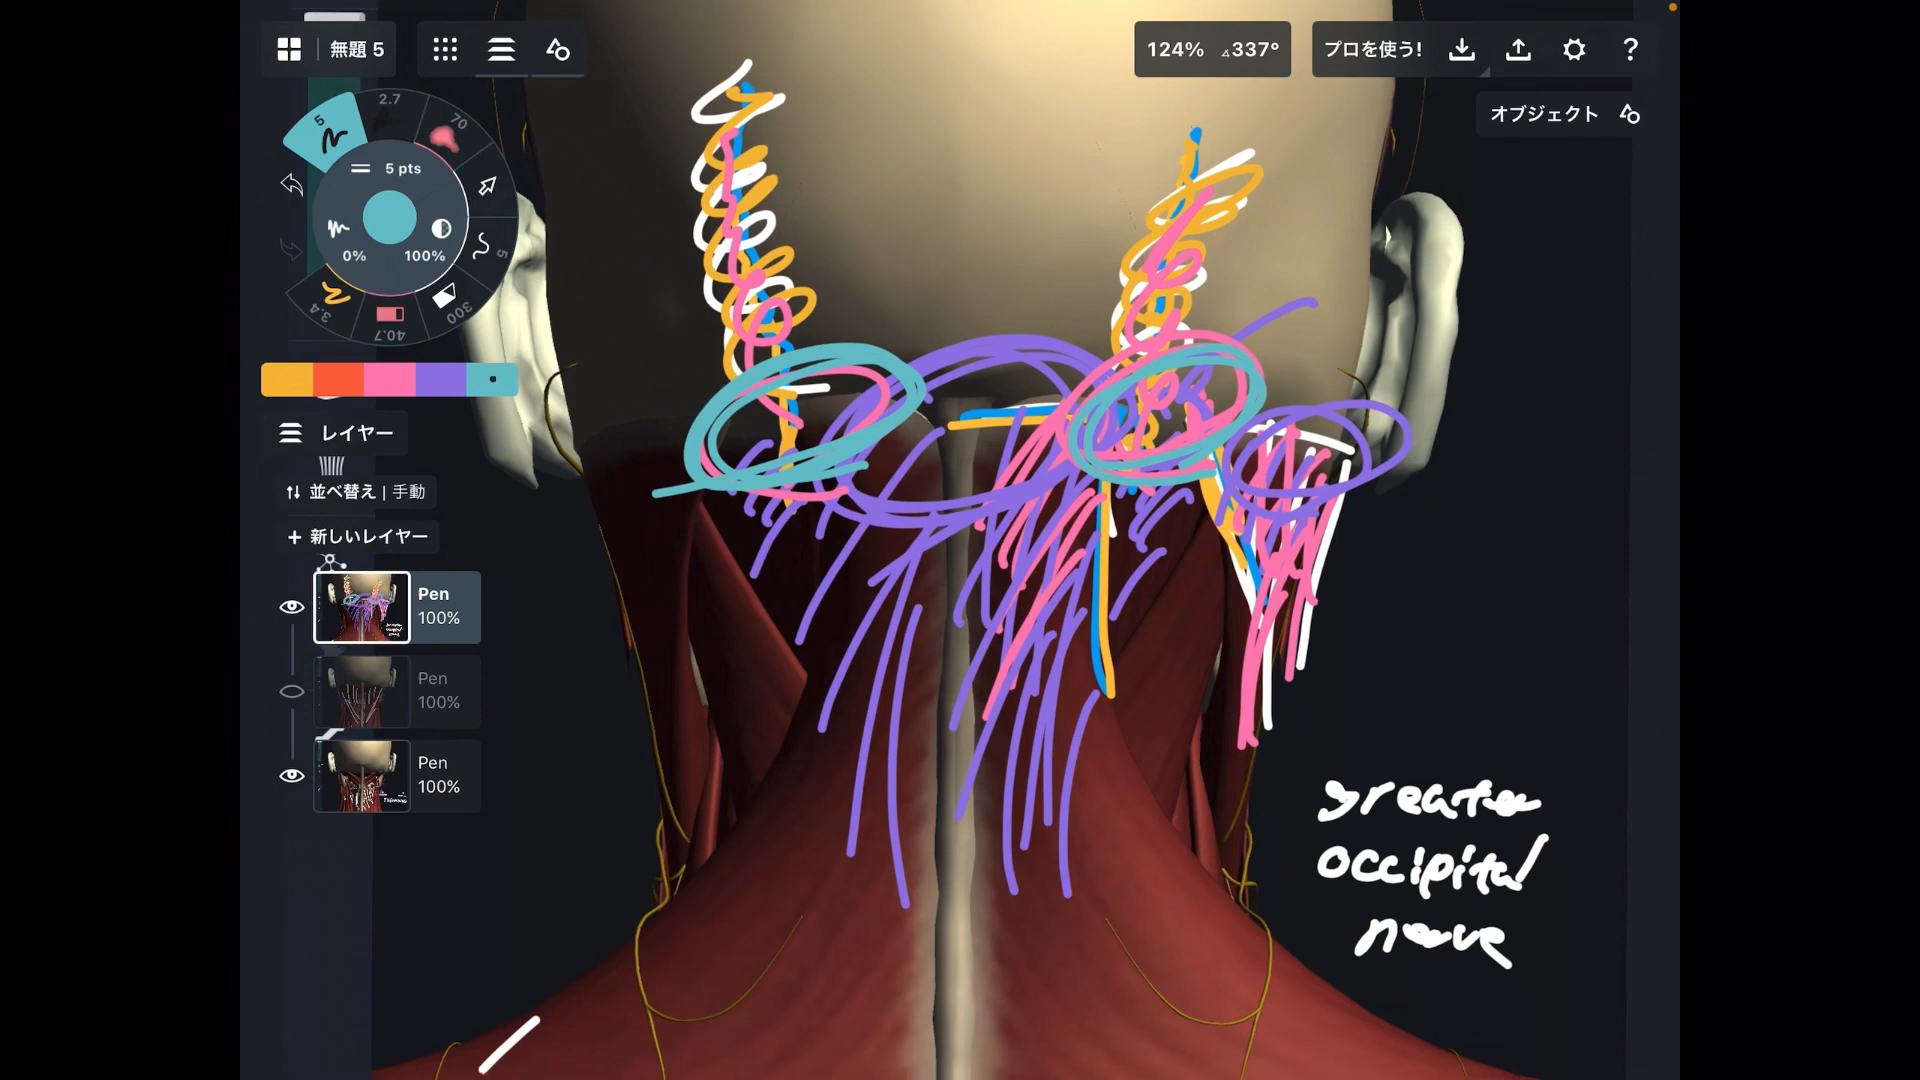 無題 5
124% ⊿337°
プロを使う!
?
オブジェクト
2.7
5
70
5 pts
0%
100%
5
300
40.7
3.4
レイヤー
並べ替え | 手動
+ 新しいレイヤー
Pen
100%
Pen
100%
Pen
100%
greater
occipital
nerve